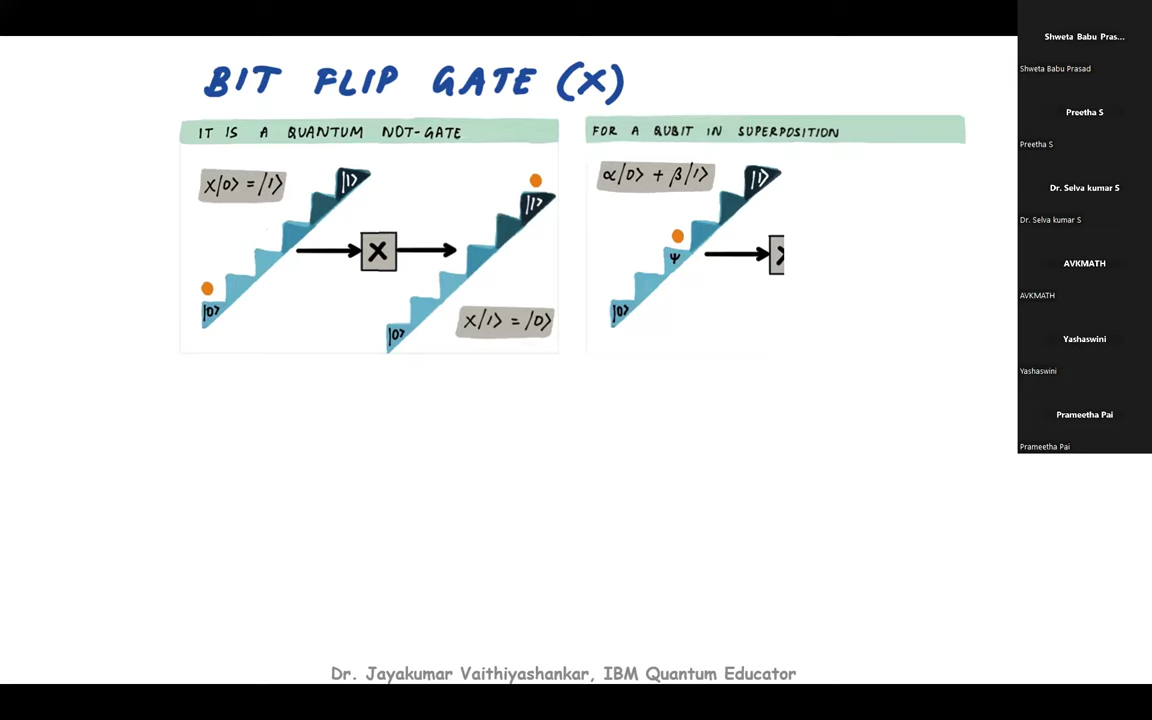 BIT FLIP GATE (X)
IT IS A QUANTUM NOT-GATE
X|0> = |1>
|1>
|1>
X
|0>
|0>
X|1> = |0>
FOR A QUBIT IN SUPERPOSITION
α|0> + β|1>
|1>
ψ
|0>
Dr. Jayakumar Vaithiyashankar, IBM Quantum Educator
Shweta Babu Pras...
Shweta Babu Prasad
Preetha S
Preetha S
Dr. Selva kumar S
Dr. Selva kumar S
AVKMATH
AVKMATH
Yashaswini
Yashaswini
Prameetha Pai
Prameetha Pai